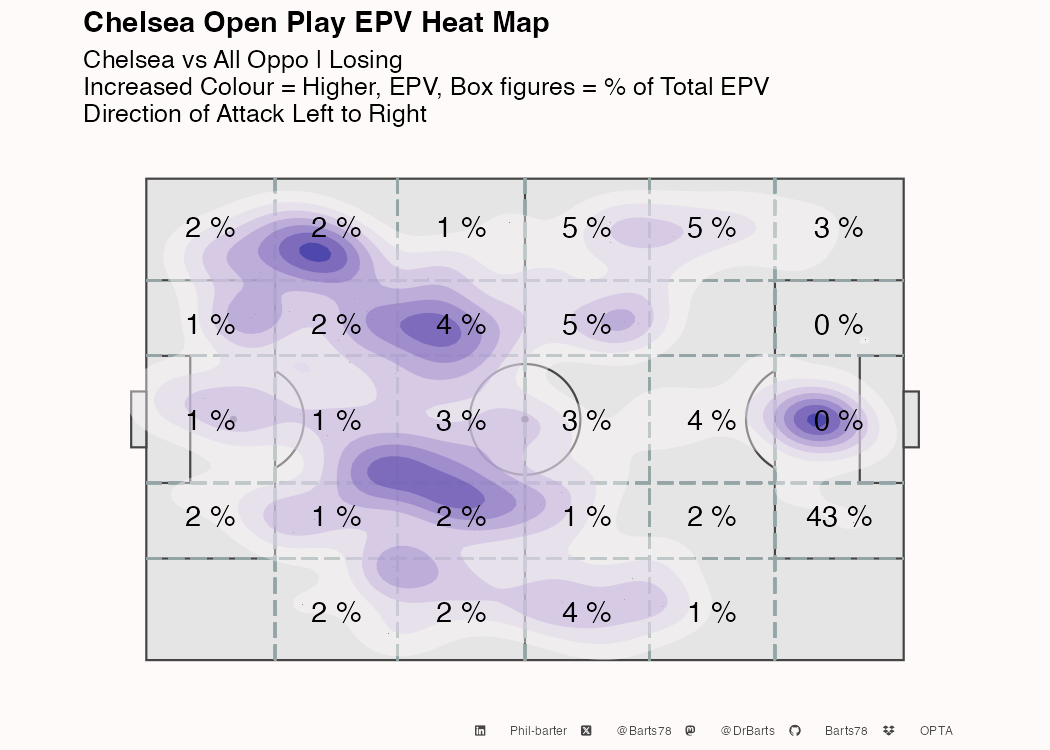 Chelsea Open Play EPV Heat Map
Chelsea vs All Oppo | Losing
Increased Colour = Higher, EPV, Box figures = % of Total EPV
Direction of Attack Left to Right
2 % 2 % 1 % 5 % 5 % 3 %
1 % 2 % 4 % 5 % 0 %
1 % 1 % 3 % 3 % 4 % 0 %
2 % 1 % 2 % 1 % 2 % 43 %
2 % 2 % 4 % 1 %
Phil-barter @Barts78 @DrBarts Barts78 OPTA